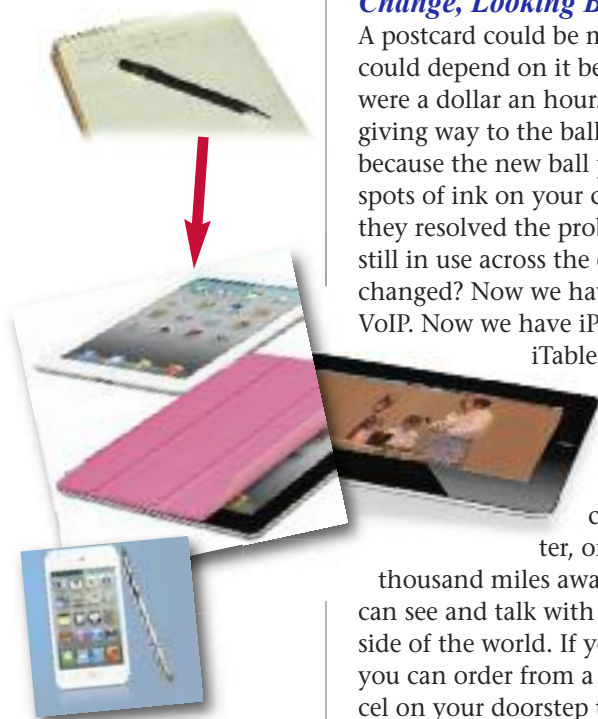 Change, Looking B
A postcard could be n
could depend on it be
were a dollar an hour.
giving way to the ball
because the new ball
spots of ink on your c
they resolved the prob
still in use across the
changed? Now we hav
VoIP. Now we have iP
iTable
c
ter, or
thousand miles awa
can see and talk with
side of the world. If yo
you can order from a
cel on your doorstep t